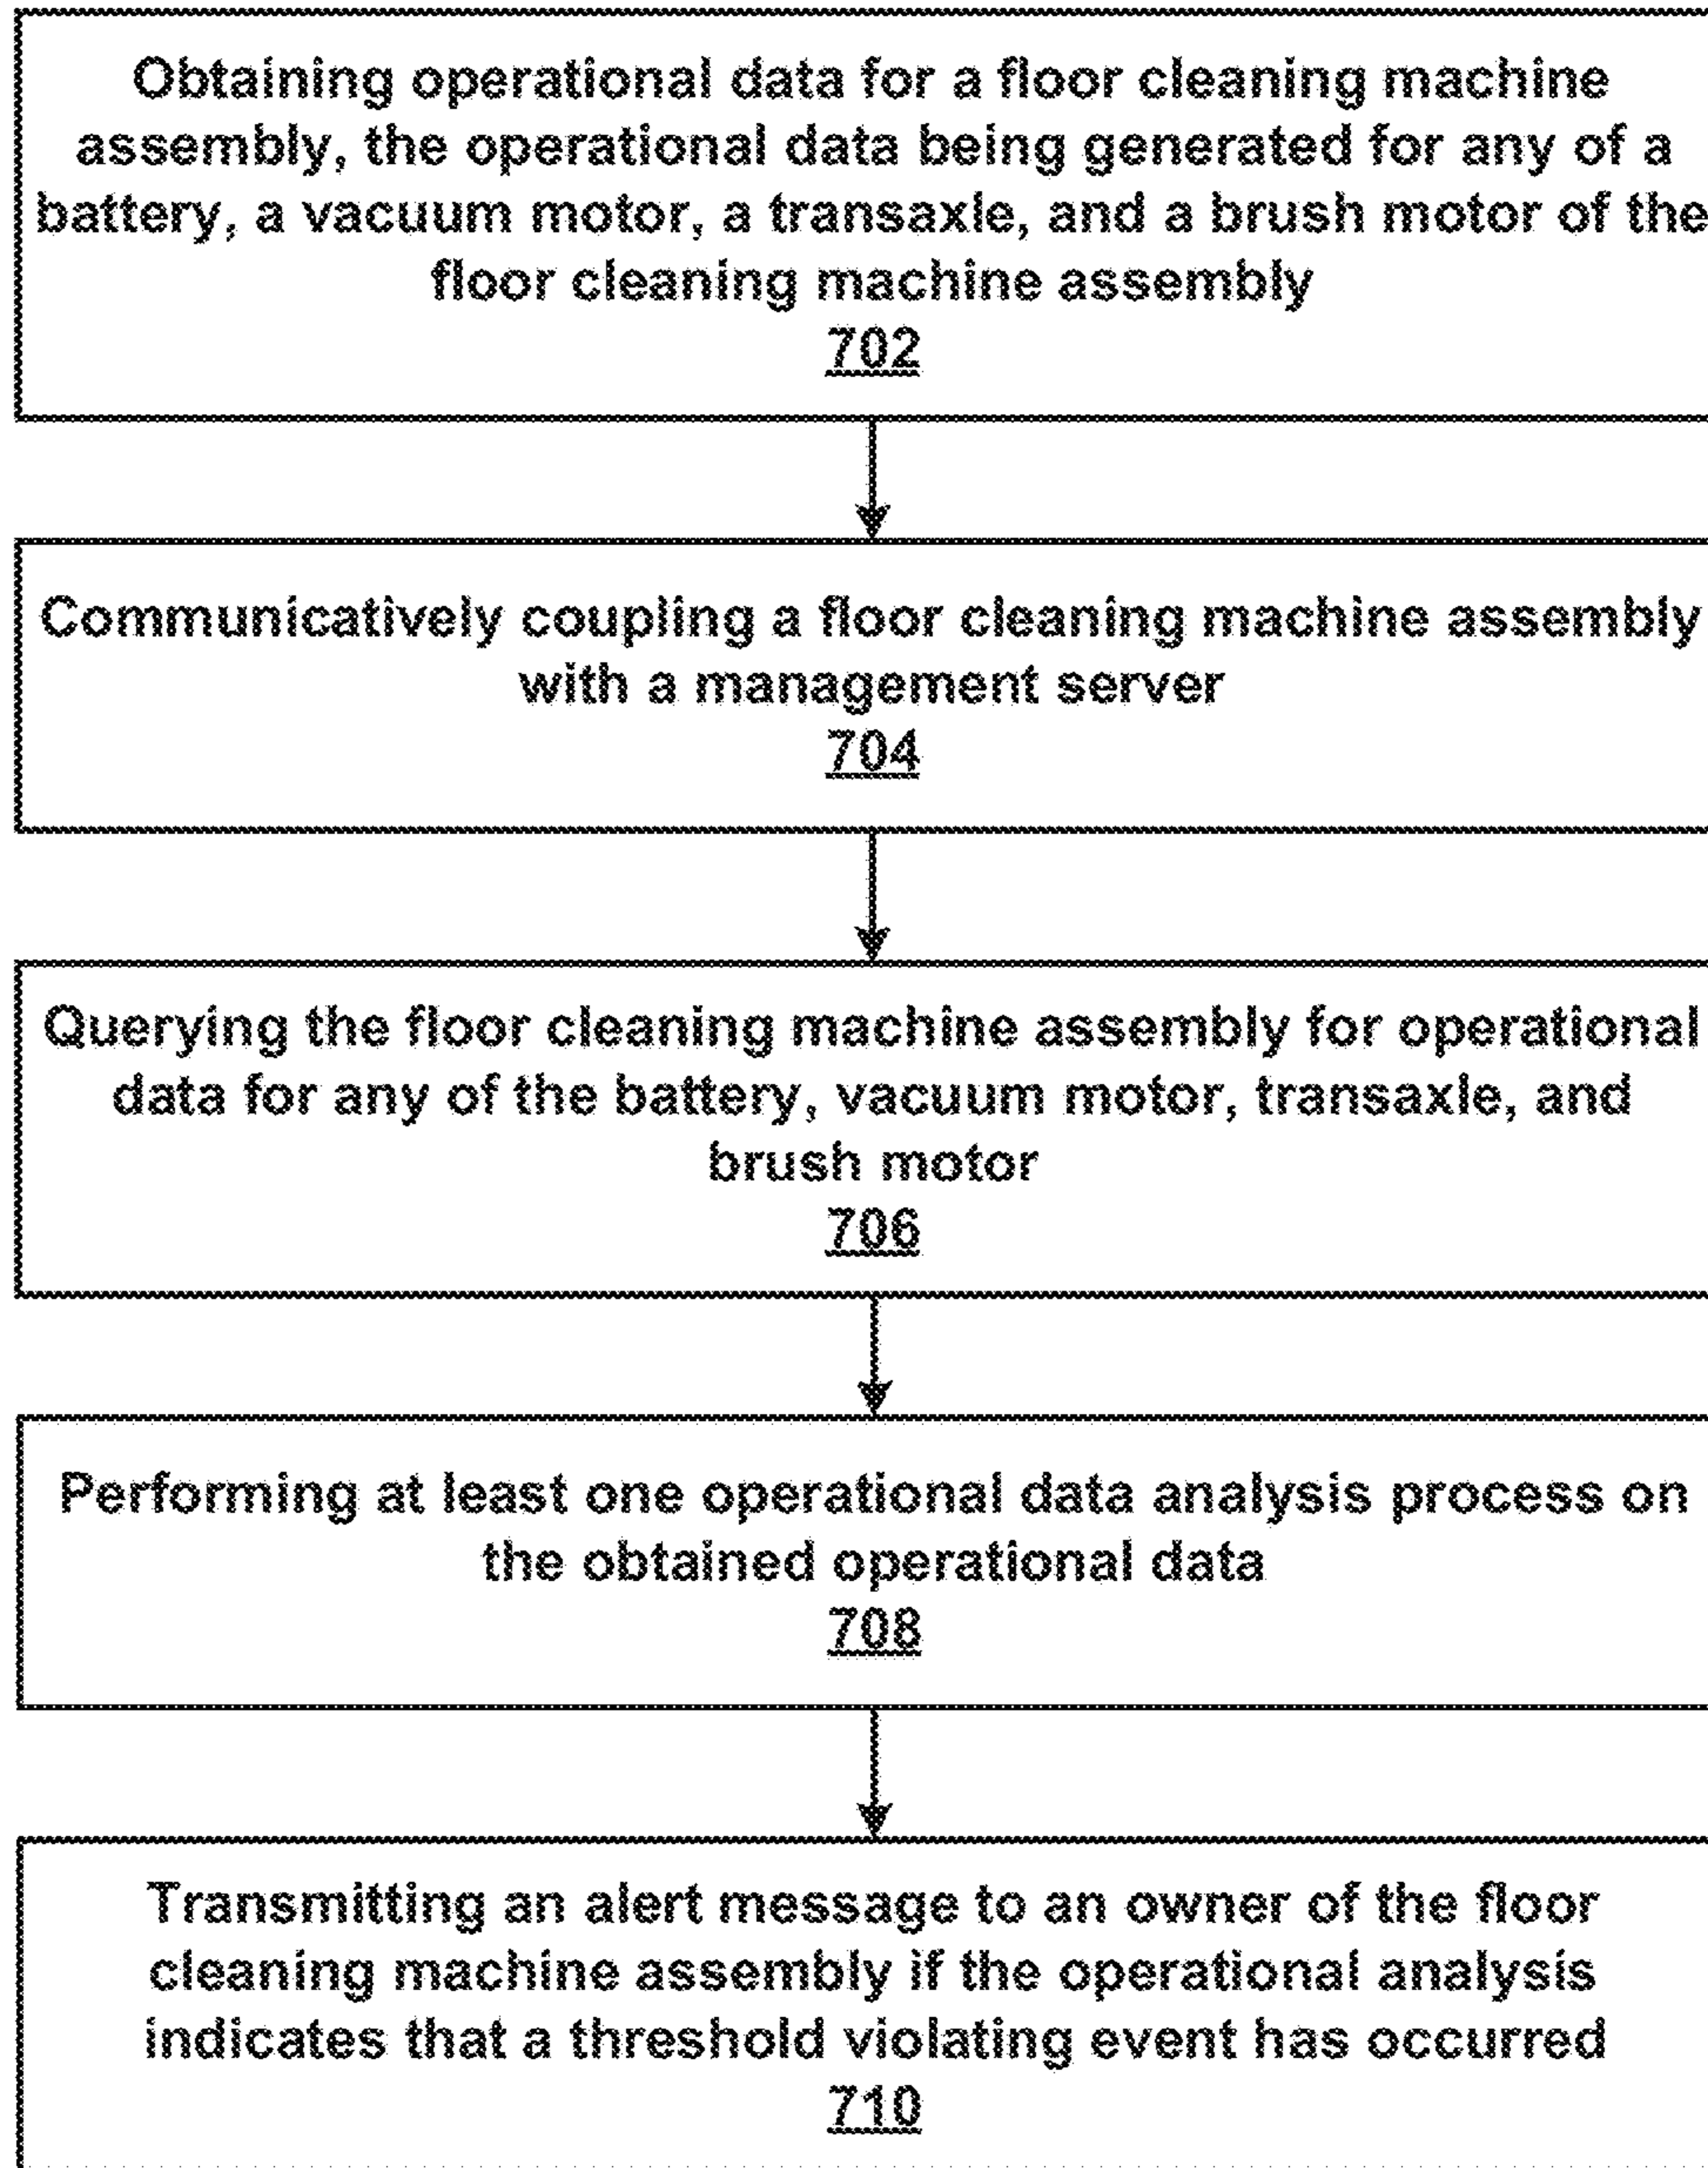 Obtaining operational data for a floor cleaning machine
assembly, the operational data being generated for any of a
battery, a vacuum motor, a transaxle, and a brush motor of the
floor cleaning machine assembly
702
Communicatively coupling a floor cleaning machine assembly
with a management server
704
Querying the floor cleaning machine assembly for operational
data for any of the battery, vacuum motor, transaxle, and
brush motor
706
Performing at least one operational data analysis process on
the obtained operational data
708
Transmitting an alert message to an owner of the floor
cleaning machine assembly if the operational analysis
indicates that a threshold violating event has occurred
710